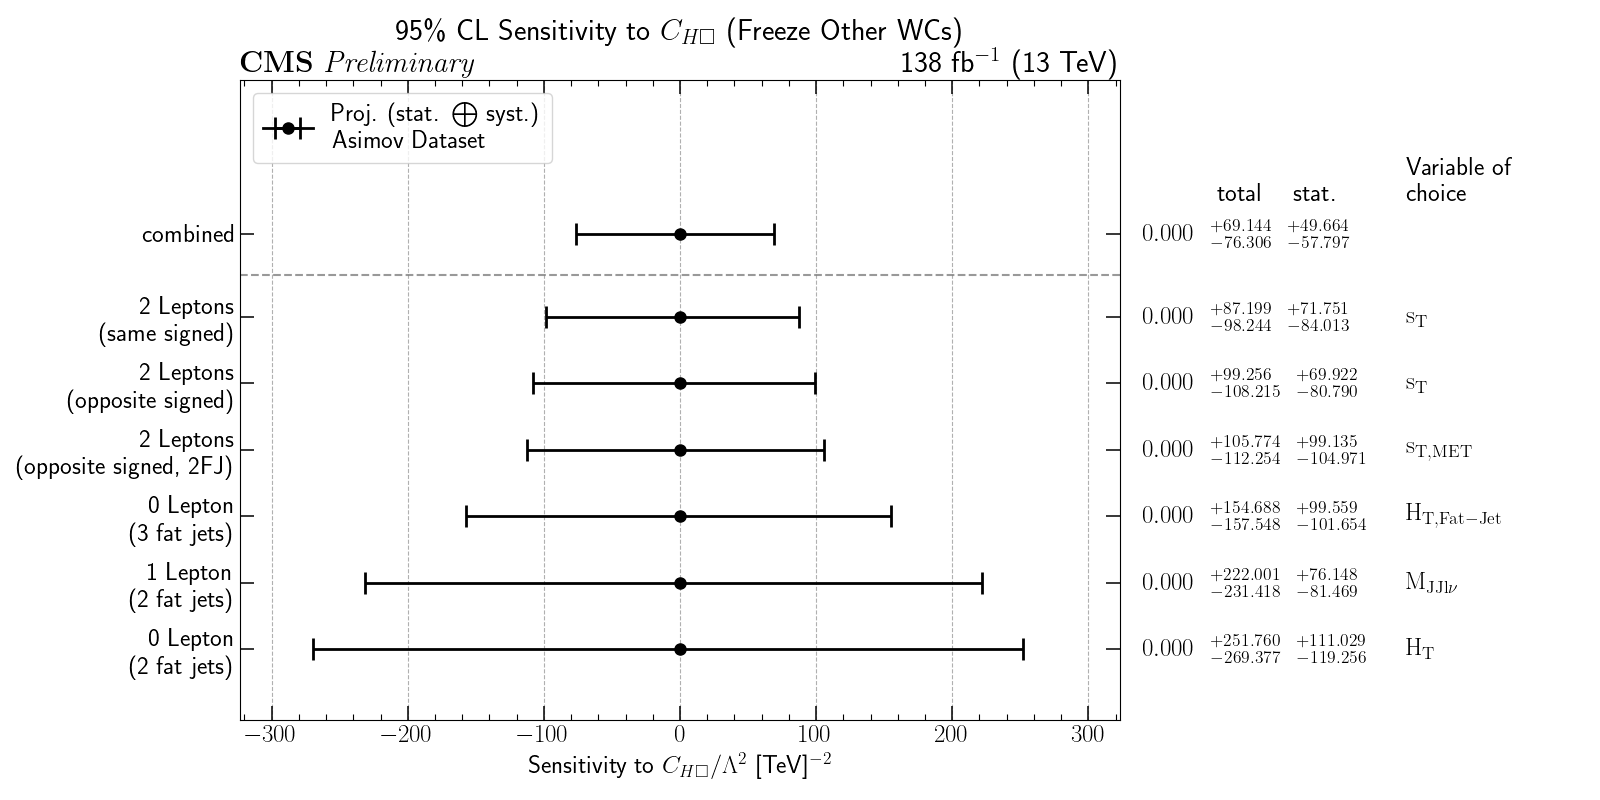 95% CL Sensitivity to C_{H□} (Freeze Other WCs)
CMS Preliminary
138 fb⁻¹ (13 TeV)
Proj. (stat. ⨁ syst.)
Asimov Dataset
Variable of
total stat. choice
combined 0.000 +69.144 −76.306 +49.664 −57.797
2 Leptons
(same signed) 0.000 +87.199 −98.244 +71.751 −84.013 s_T
2 Leptons
(opposite signed) 0.000 +99.256 −108.215 +69.922 −80.790 s_T
2 Leptons
(opposite signed, 2FJ) 0.000 +105.774 −112.254 +99.135 −104.971 s_{T,MET}
0 Lepton
(3 fat jets) 0.000 +154.688 −157.548 +99.559 −101.654 H_{T,Fat−Jet}
1 Lepton
(2 fat jets) 0.000 +222.001 −231.418 +76.148 −81.469 M_{JJlν}
0 Lepton
(2 fat jets) 0.000 +251.760 −269.377 +111.029 −119.256 H_T
−300 −200 −100 0 100 200 300
Sensitivity to C_{H□}/Λ² [TeV]⁻²